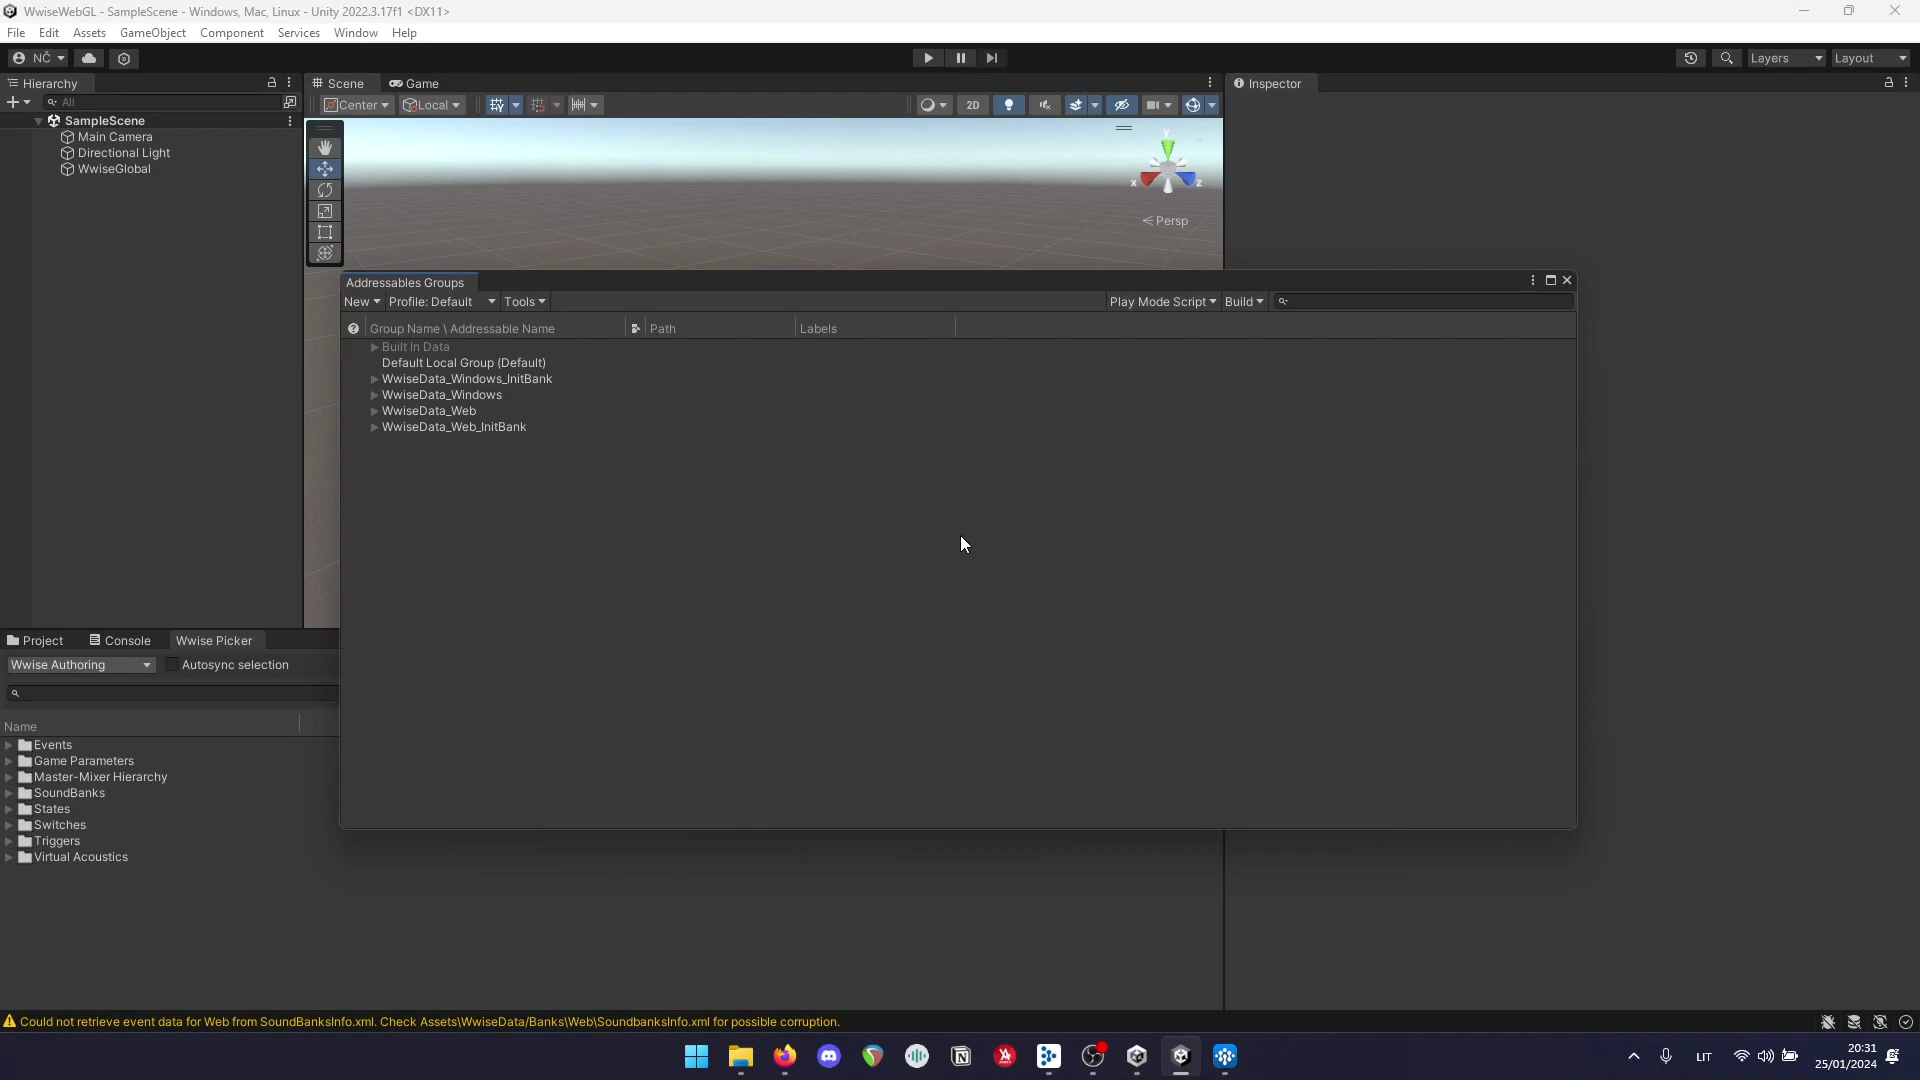 WwiseWebGL - SampleScene - Windows, Mac, Linux - Unity 2022.3.17f1 <DX11>
File Edit Assets GameObject Component Services Window Help
NČ
Layers Layout
Hierarchy
Scene Game
Inspector
All
Center Local
2D
SampleScene
Main Camera
Directional Light
WwiseGlobal
y
x z
Persp
Addressables Groups
New Profile: Default Tools Play Mode Script Build
Group Name \ Addressable Name Path Labels
Built In Data
Default Local Group (Default)
WwiseData_Windows_InitBank
WwiseData_Windows
WwiseData_Web
WwiseData_Web_InitBank
Project Console Wwise Picker
Wwise Authoring Autosync selection
Name
Events
Game Parameters
Master-Mixer Hierarchy
SoundBanks
States
Switches
Triggers
Virtual Acoustics
Could not retrieve event data for Web from SoundBanksInfo.xml. Check Assets\WwiseData/Banks\Web\SoundbanksInfo.xml for possible corruption.
LIT
20:31
25/01/2024